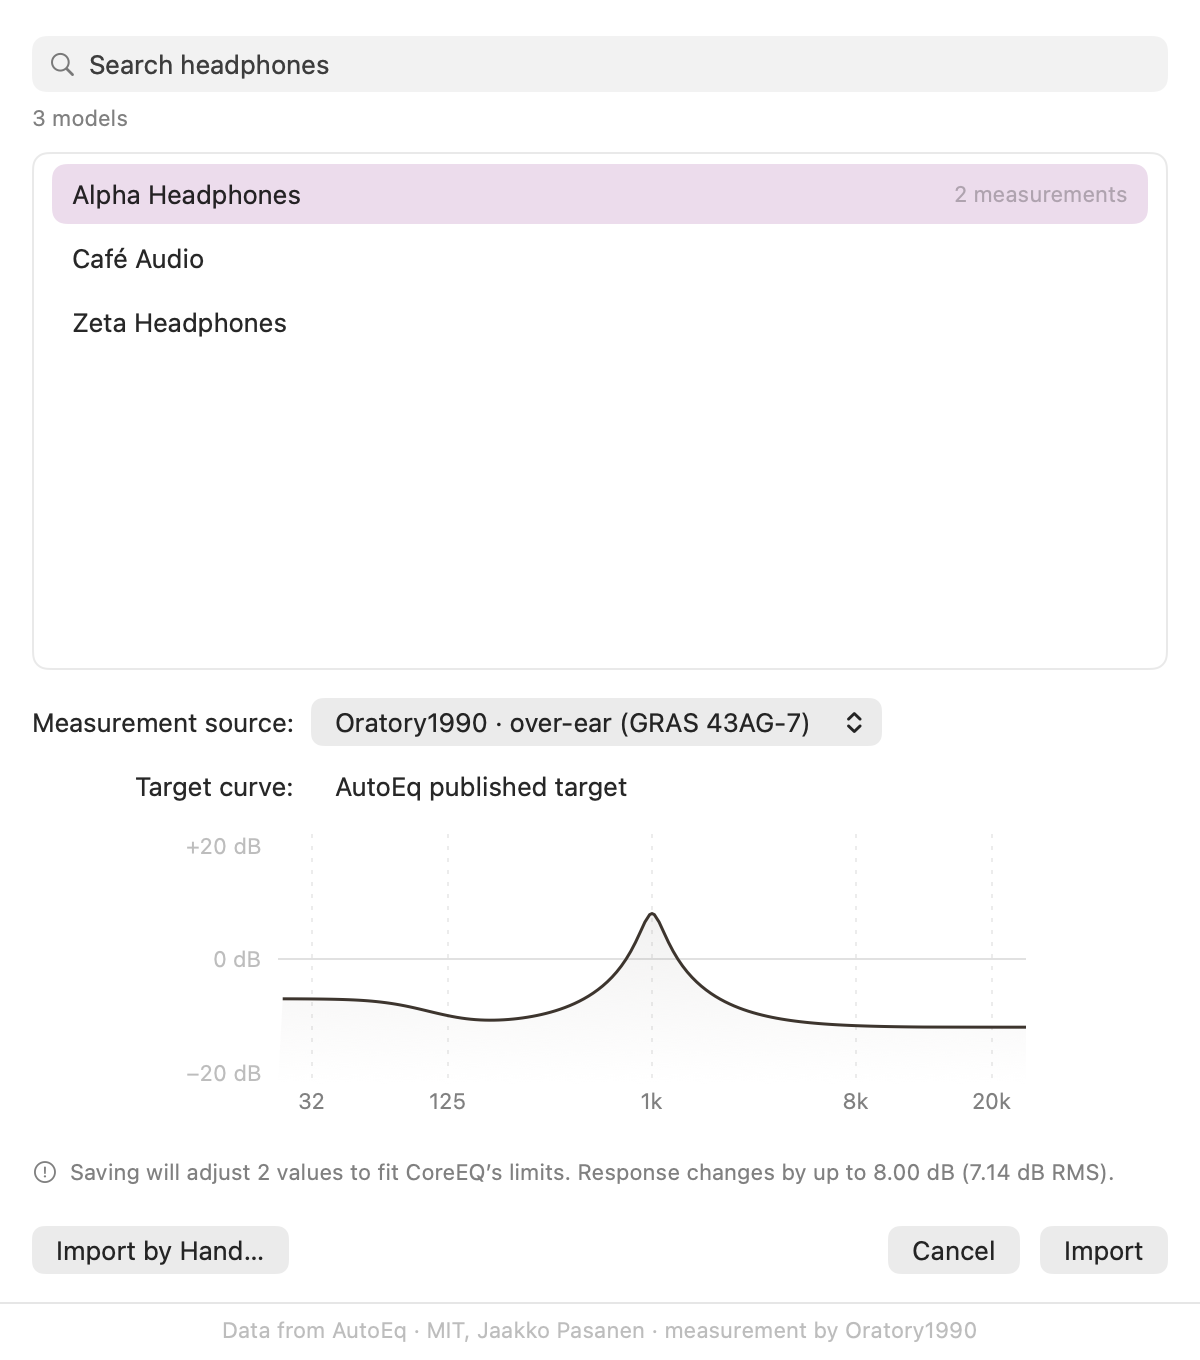 Search headphones
3 models
Alpha Headphones 2 measurements
Café Audio
Zeta Headphones
Measurement source: Oratory1990 · over-ear (GRAS 43AG-7)
Target curve: AutoEq published target
+20 dB
0 dB
−20 dB
32 125 1k 8k 20k
Saving will adjust 2 values to fit CoreEQ’s limits. Response changes by up to 8.00 dB (7.14 dB RMS).
Import by Hand… Cancel Import
Data from AutoEq · MIT, Jaakko Pasanen · measurement by Oratory1990